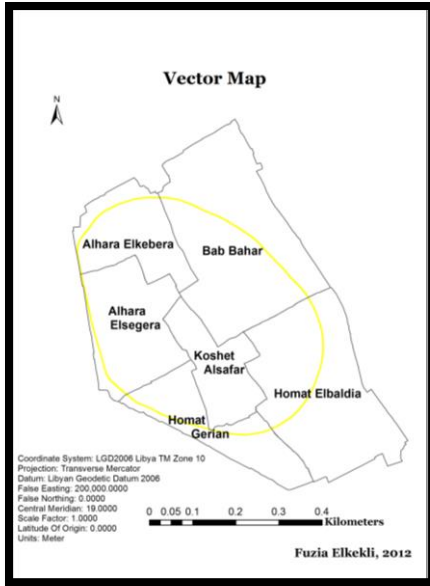 Vector Map
N
Alhara Elkebera
Bab Bahar
Alhara
Elsegera
Koshet
Alsafar
Homat Elbaldia
Homat
Gerian
Coordinate System: LGD2006 Libya TM Zone 10
Projection: Transverse Mercator
Datum: Libyan Geodetic Datum 2006
False Easting: 200,000.0000
False Northing: 0.0000
Central Meridian: 19.0000
Scale Factor: 1.0000
Latitude Of Origin: 0.0000
Units: Meter
0 0.05 0.1 0.2 0.3 0.4
Kilometers
Fuzia Elkekli, 2012